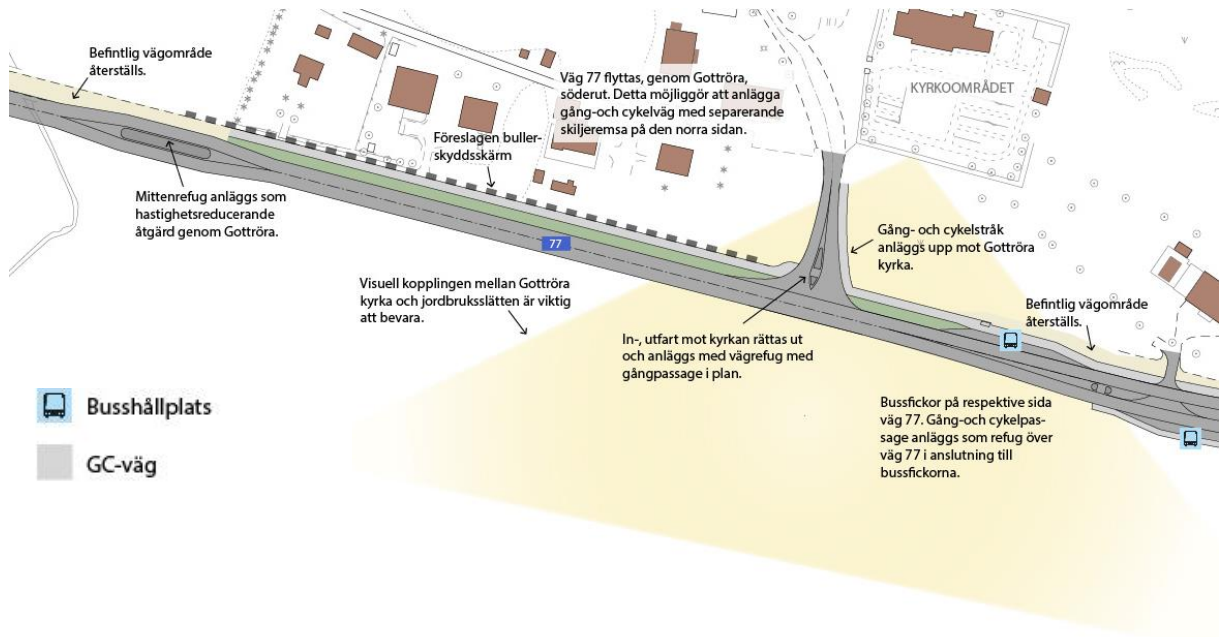 Befintlig vägområde
återställs.
Väg 77 flyttas, genom Gottröra,
söderut. Detta möjliggör att anlägga
gång-och cykelväg med separerande
skiljeremsa på den norra sidan.
KYRKOOMRÅDET
Föreslagen buller-
skyddsskärm
Mittenrefug anläggs som
hastighetsreducerande
åtgärd genom Gottröra.
77
Gång- och cykelstråk
anläggs upp mot Gottröra
kyrka.
Visuell kopplingen mellan Gottröra
kyrka och jordbruksslätten är viktig
att bevara.
Befintlig vägområde
återställs.
In-, utfart mot kyrkan rättas ut
och anläggs med vägrefug med
gångpassage i plan.
Bussfickor på respektive sida
väg 77. Gång-och cykelpas-
sage anläggs som refug över
väg 77 i anslutning till
bussfickorna.
Busshållplats
GC-väg